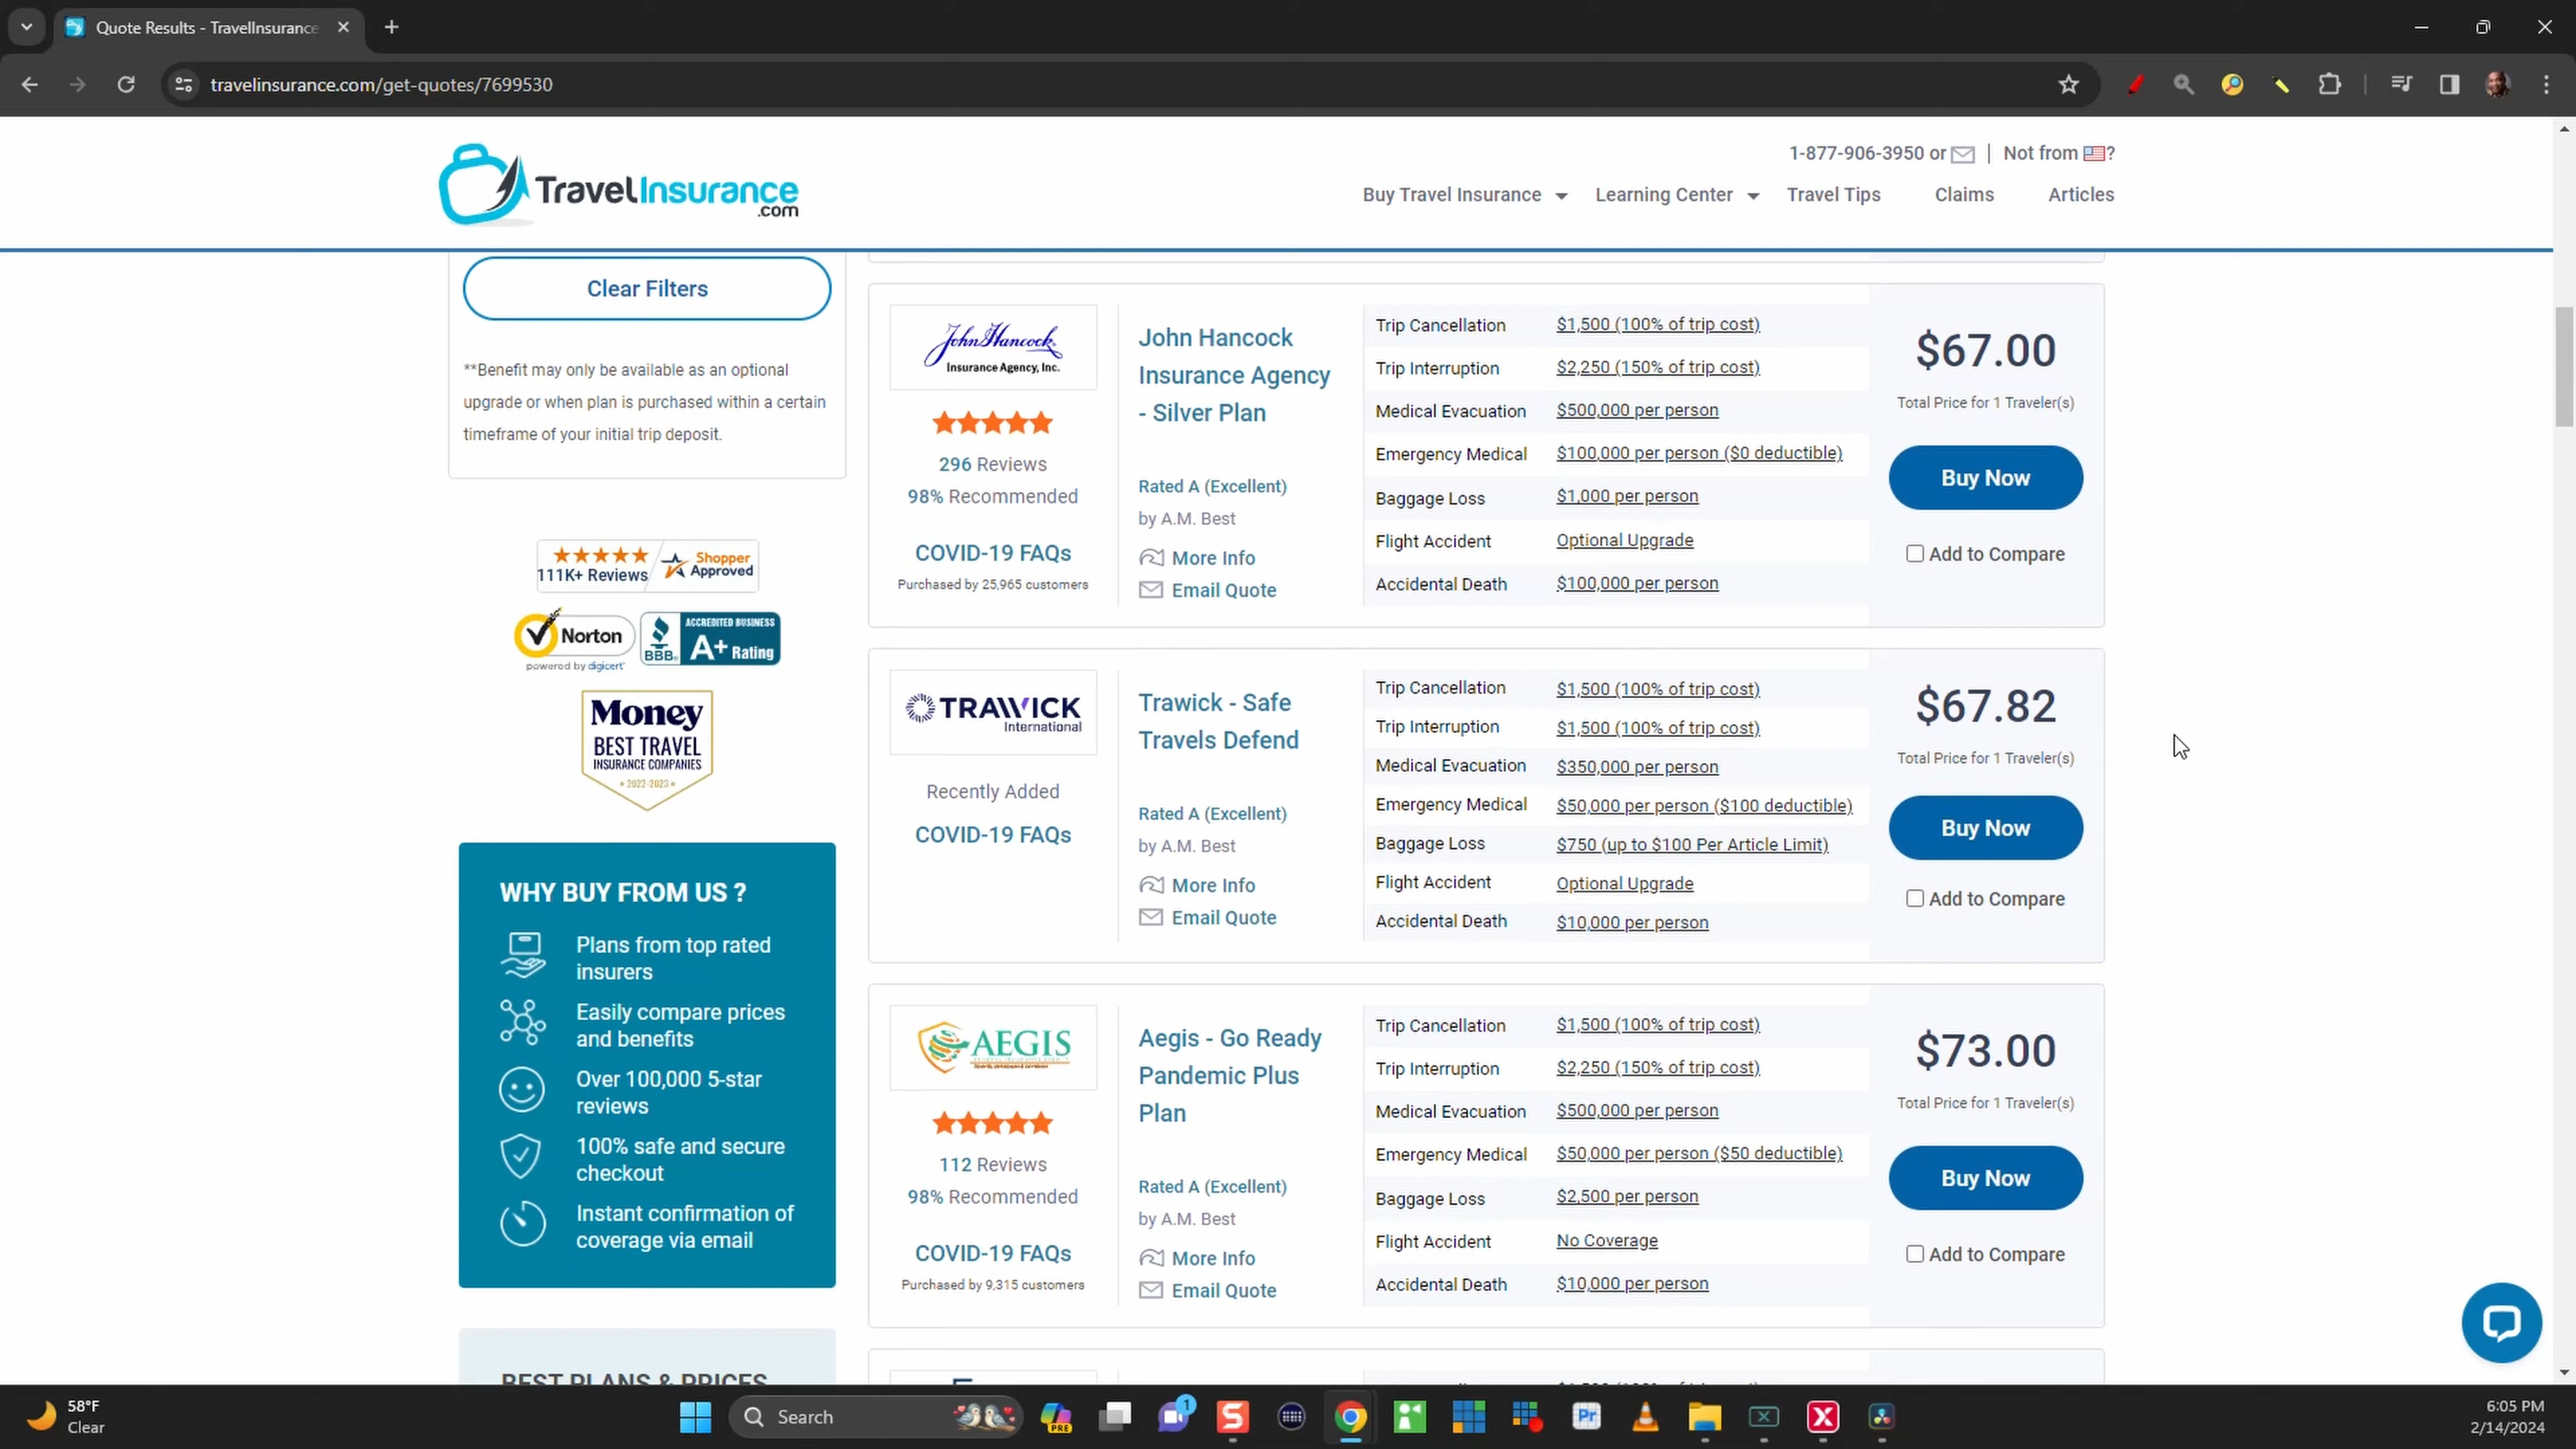 Quote Results - TravelInsurance
travelinsurance.com/get-quotes/7699530
TravelInsurance
.com
1-877-906-3950 or
Not from ?
Buy Travel Insurance
Learning Center
Travel Tips
Claims
Articles
Clear Filters
**Benefit may only be available as an optional
upgrade or when plan is purchased within a certain
timeframe of your initial trip deposit.
111K+ Reviews
Shopper
Approved
Norton
powered by digicert
BBB.
ACCREDITED BUSINESS
A+ Rating
Money
BEST TRAVEL
INSURANCE COMPANIES
2022-2023
WHY BUY FROM US ?
Plans from top rated
insurers
Easily compare prices
and benefits
Over 100,000 5-star
reviews
100% safe and secure
checkout
Instant confirmation of
coverage via email
BEST PLANS & PRICES
John Hancock
Insurance Agency, Inc.
296 Reviews
98% Recommended
COVID-19 FAQs
Purchased by 25,965 customers
John Hancock
Insurance Agency
- Silver Plan
Rated A (Excellent)
by A.M. Best
More Info
Email Quote
Trip Cancellation $1,500 (100% of trip cost)
Trip Interruption $2,250 (150% of trip cost)
Medical Evacuation $500,000 per person
Emergency Medical $100,000 per person ($0 deductible)
Baggage Loss $1,000 per person
Flight Accident Optional Upgrade
Accidental Death $100,000 per person
$67.00
Total Price for 1 Traveler(s)
Buy Now
Add to Compare
TRAWICK
International
Recently Added
COVID-19 FAQs
Trawick - Safe
Travels Defend
Rated A (Excellent)
by A.M. Best
More Info
Email Quote
Trip Cancellation $1,500 (100% of trip cost)
Trip Interruption $1,500 (100% of trip cost)
Medical Evacuation $350,000 per person
Emergency Medical $50,000 per person ($100 deductible)
Baggage Loss $750 (up to $100 Per Article Limit)
Flight Accident Optional Upgrade
Accidental Death $10,000 per person
$67.82
Total Price for 1 Traveler(s)
Buy Now
Add to Compare
AEGIS
112 Reviews
98% Recommended
COVID-19 FAQs
Purchased by 9,315 customers
Aegis - Go Ready
Pandemic Plus
Plan
Rated A (Excellent)
by A.M. Best
More Info
Email Quote
Trip Cancellation $1,500 (100% of trip cost)
Trip Interruption $2,250 (150% of trip cost)
Medical Evacuation $500,000 per person
Emergency Medical $50,000 per person ($50 deductible)
Baggage Loss $2,500 per person
Flight Accident No Coverage
Accidental Death $10,000 per person
$73.00
Total Price for 1 Traveler(s)
Buy Now
Add to Compare
58°F
Clear
Search
PRE
1
S
Pr
X
X
6:05 PM
2/14/2024